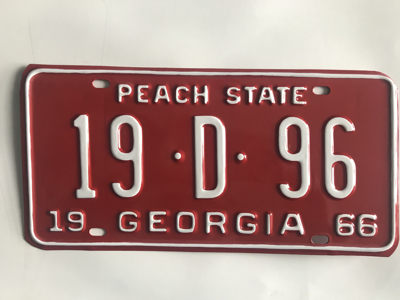 PEACH STATE
19·D·96
19 GEORGIA 66